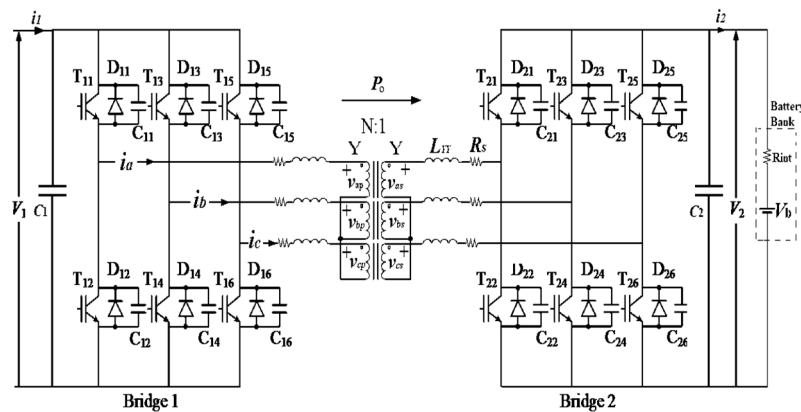 i1
i2
T11 D11 T13 D13 T15 D15
C11 C13 C15
Po
N:1
Y Y LFF Rs
T21 D21 T23 D23 T25 D25
C21 C23 C25
Battery
Bank
Rint
Vb
ia
ib
ic
+ vap + vas
+ vbp + vbs
+ vcp + vcs
V1 C1
C2 V2
T12 D12 T14 D14 T16 D16
C12 C14 C16
T22 D22 T24 D24 T26 D26
C22 C24 C26
Bridge 1
Bridge 2